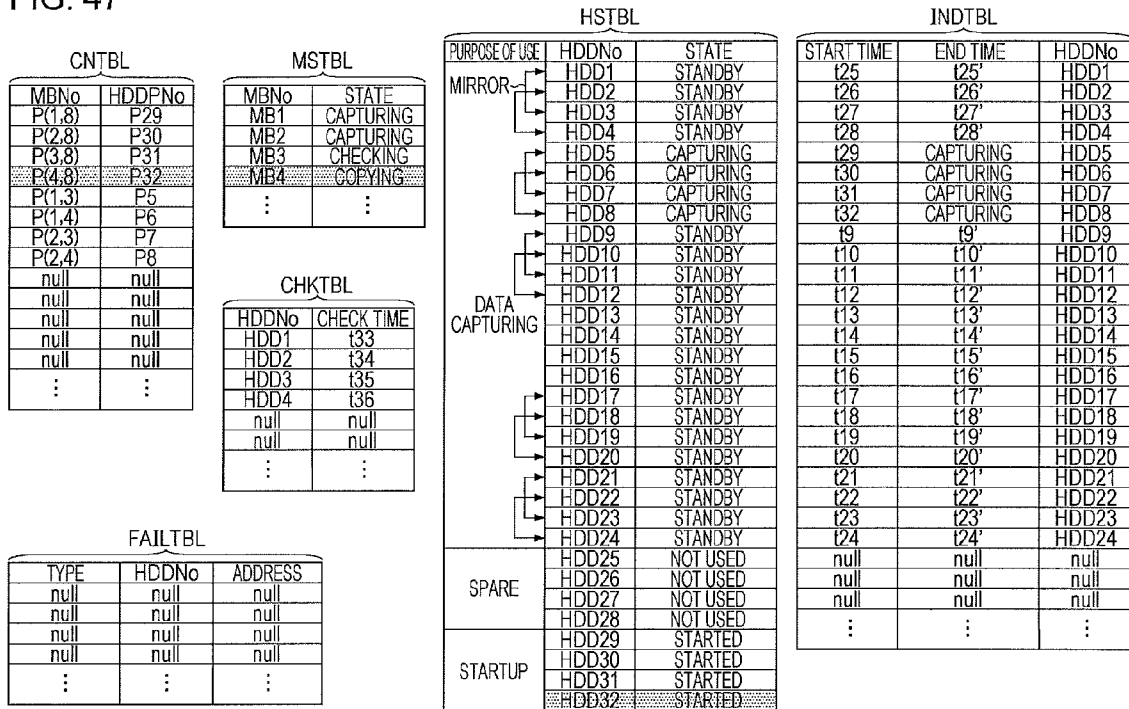 FIG. 47
CNTBL
MBNo HDDPNo
P(1,8) P29
P(2,8) P30
P(3,8) P31
P(4,8) P32
P(1,3) P5
P(1,4) P6
P(2,3) P7
P(2,4) P8
null null
null null
null null
null null
null null
⋮ ⋮
MSTBL
MBNo STATE
MB1 CAPTURING
MB2 CAPTURING
MB3 CHECKING
MB4 COPYING
⋮ ⋮
CHKTBL
HDDNo CHECK TIME
HDD1 t33
HDD2 t34
HDD3 t35
HDD4 t36
null null
null null
⋮ ⋮
FAILTBL
TYPE HDDNo ADDRESS
null null null
null null null
null null null
null null null
⋮ ⋮ ⋮
HSTBL
PURPOSE OF USE HDDNo STATE
MIRROR
DATA
CAPTURING
HDD1 STANDBY
HDD2 STANDBY
HDD3 STANDBY
HDD4 STANDBY
HDD5 CAPTURING
HDD6 CAPTURING
HDD7 CAPTURING
HDD8 CAPTURING
HDD9 STANDBY
HDD10 STANDBY
HDD11 STANDBY
HDD12 STANDBY
HDD13 STANDBY
HDD14 STANDBY
HDD15 STANDBY
HDD16 STANDBY
HDD17 STANDBY
HDD18 STANDBY
HDD19 STANDBY
HDD20 STANDBY
HDD21 STANDBY
HDD22 STANDBY
HDD23 STANDBY
HDD24 STANDBY
SPARE
HDD25 NOT USED
HDD26 NOT USED
HDD27 NOT USED
HDD28 NOT USED
STARTUP
HDD29 STARTED
HDD30 STARTED
HDD31 STARTED
HDD32 STARTED
INDTBL
START TIME END TIME HDDNo
t25 t25' HDD1
t26 t26' HDD2
t27 t27' HDD3
t28 t28' HDD4
t29 CAPTURING HDD5
t30 CAPTURING HDD6
t31 CAPTURING HDD7
t32 CAPTURING HDD8
t9 t9' HDD9
t10 t10' HDD10
t11 t11' HDD11
t12 t12' HDD12
t13 t13' HDD13
t14 t14' HDD14
t15 t15' HDD15
t16 t16' HDD16
t17 t17' HDD17
t18 t18' HDD18
t19 t19' HDD19
t20 t20' HDD20
t21 t21' HDD21
t22 t22' HDD22
t23 t23' HDD23
t24 t24' HDD24
null null null
null null null
null null null
⋮ ⋮ ⋮